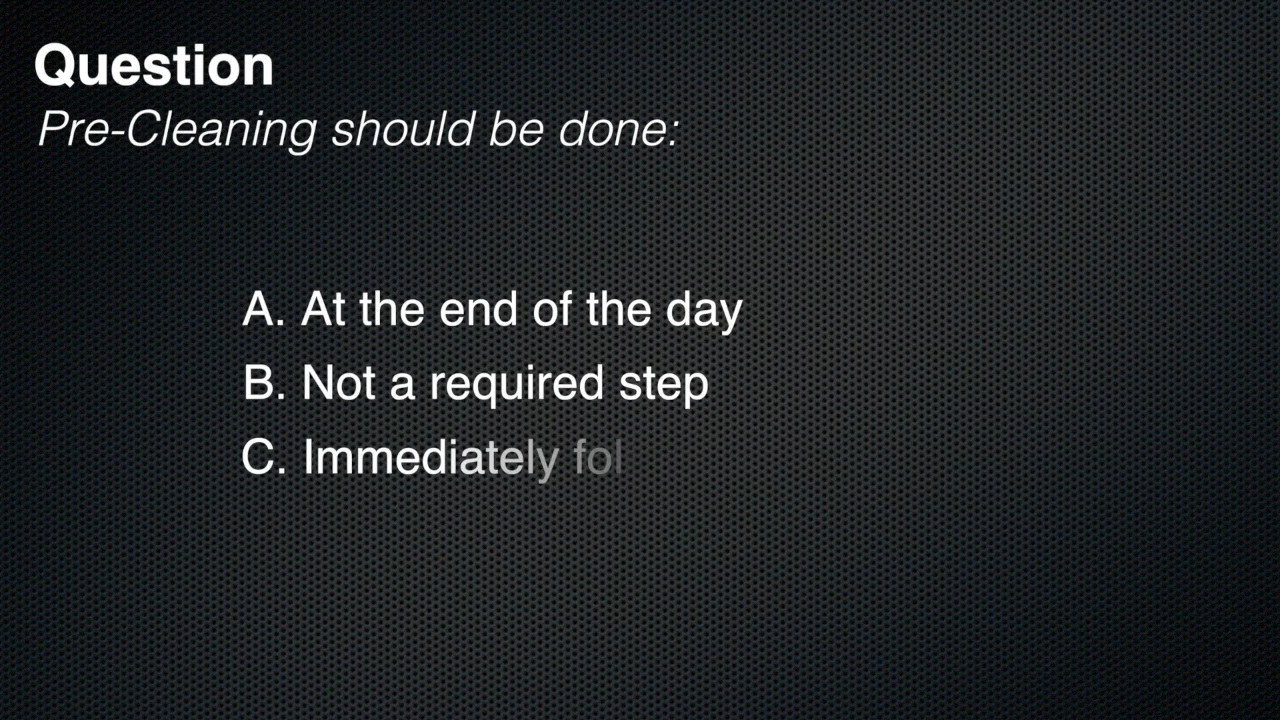 Question
Pre-Cleaning should be done:
A. At the end of the day
B. Not a required step
C. Immediately fol